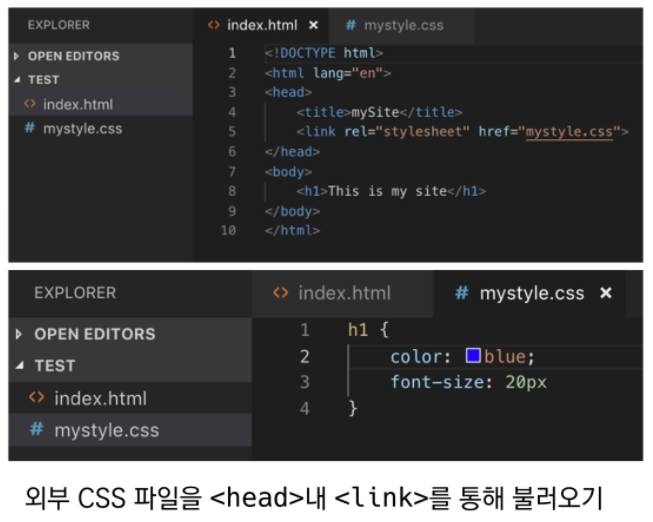 EXPLORER
<> index.html × # mystyle.css
OPEN EDITORS
TEST
<> index.html
# mystyle.css
1 <!DOCTYPE html>
2 <html lang="en">
3 <head>
4 <title>mySite</title>
5 <link rel="stylesheet" href="mystyle.css">
6 </head>
7 <body>
8 <h1>This is my site</h1>
9 </body>
10 </html>
EXPLORER
<> index.html # mystyle.css ×
OPEN EDITORS
TEST
<> index.html
# mystyle.css
1 h1 {
2 color: blue;
3 font-size: 20px
4 }
외부 CSS 파일을 <head>내 <link>를 통해 불러오기